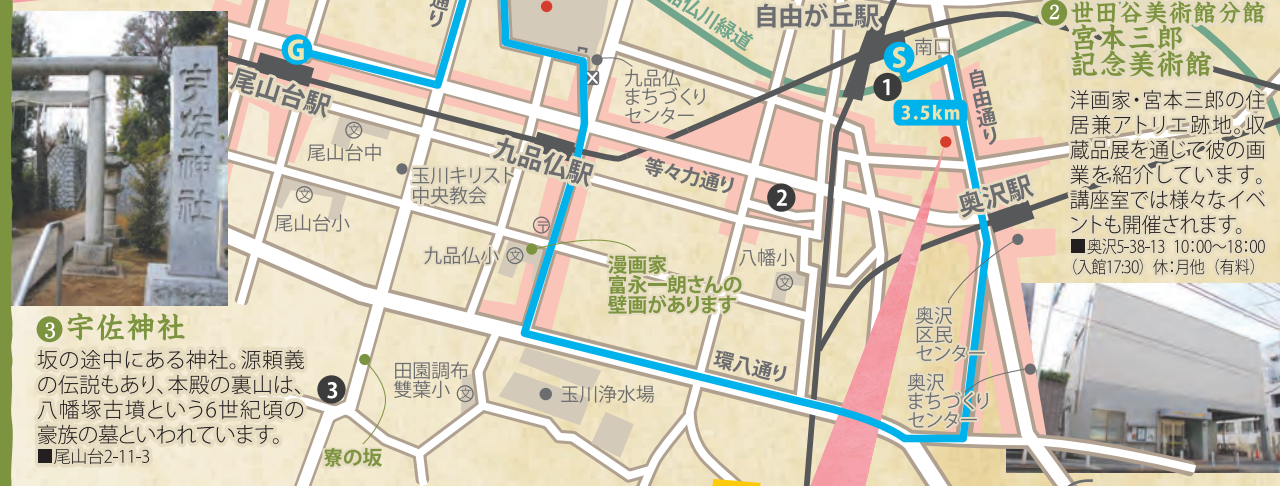 宇佐神社
❸宇佐神社
坂の途中にある神社。源頼義
の伝説もあり、本殿の裏山は、
八幡塚古墳という6世紀頃の
豪族の墓といわれています。
■尾山台2-11-3
G
通り
尾山台駅
尾山台中
尾山台小
玉川キリスト
中央教会
九品仏
まちづくり
センター
九品仏駅
九品仏小
漫画家
富永一朗さんの
壁画があります
田園調布
雙葉小
玉川浄水場
3
寮の坂
品仏川緑道
自由が丘駅
S
南口
1
3.5km
自由通り
等々力通り
2
奥沢駅
八幡小
環八通り
奥沢
区民
センター
奥沢
まちづくり
センター
❷世田谷美術館分館
宮本三郎
記念美術館
洋画家・宮本三郎の住
居兼アトリエ跡地。収
蔵品展を通じて彼の画
業を紹介しています。
講座室では様々なイベ
ントも開催されます。
■奥沢5-38-13 10:00～18:00
（入館17:30） 休：月他（有料）